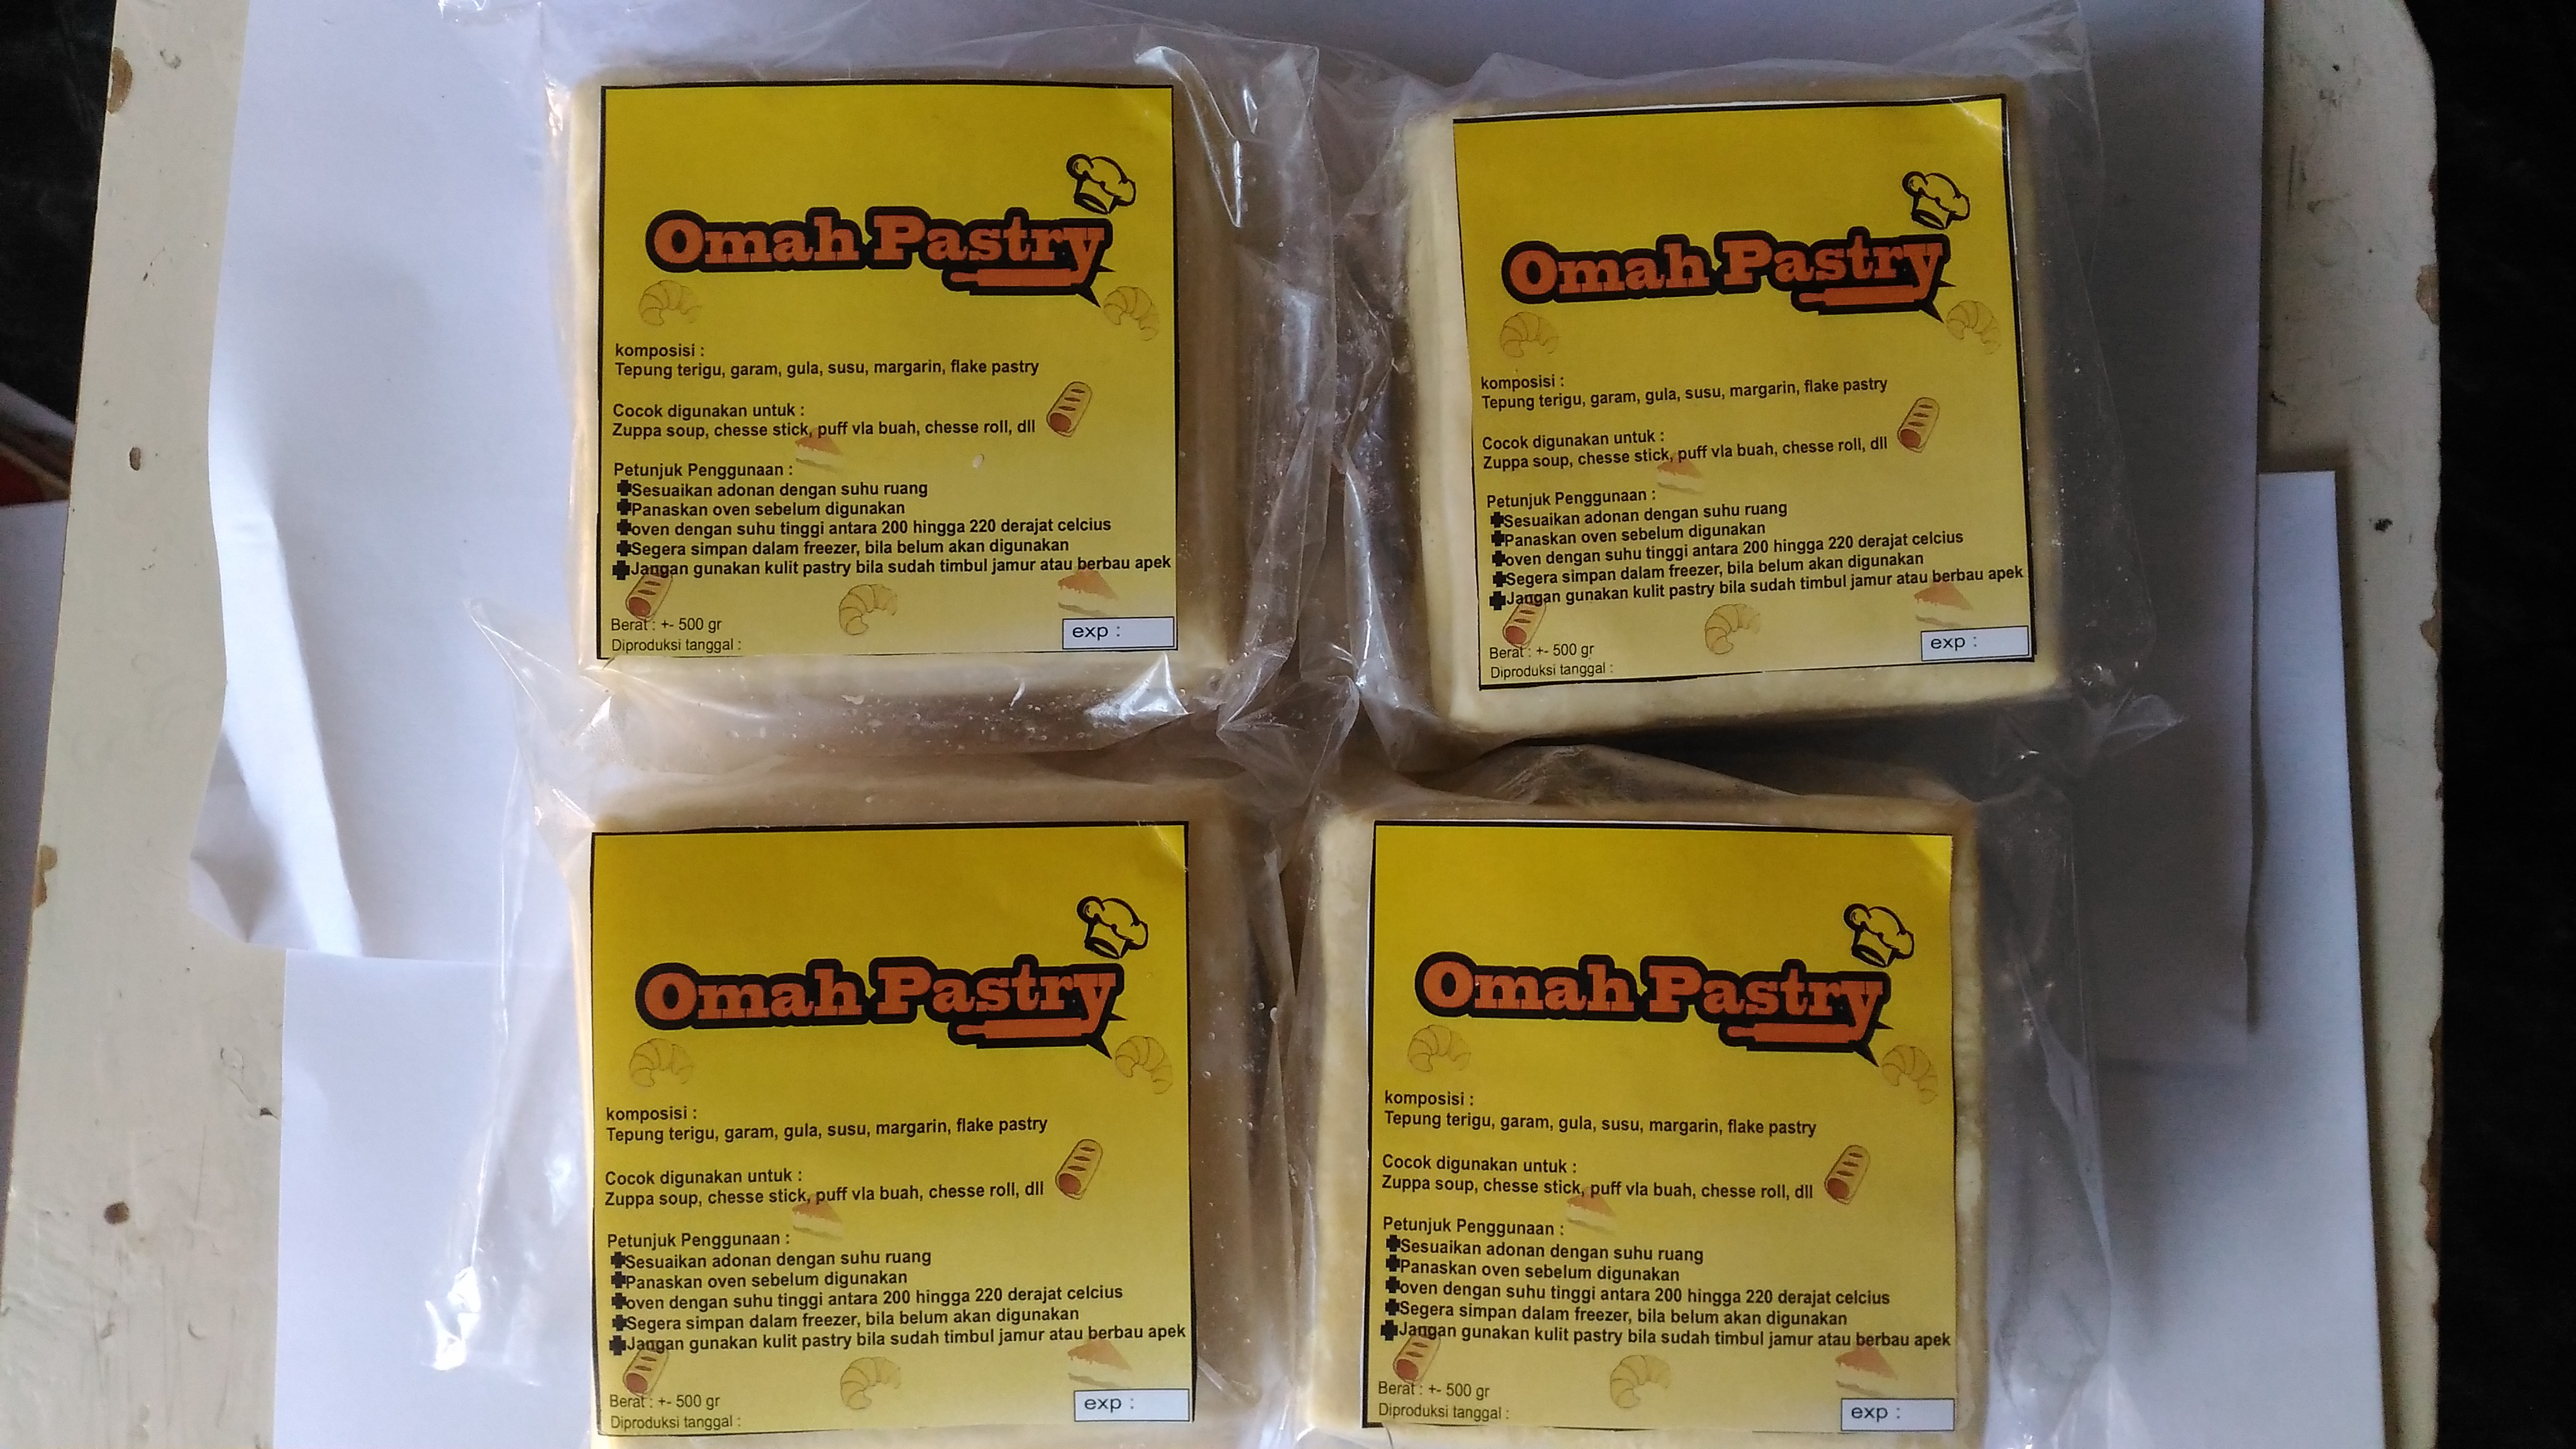 Omah Pastry
komposisi :
Tepung terigu, garam, gula, susu, margarin, flake pastry
Cocok digunakan untuk :
Zuppa soup, chesse stick, puff vla buah, chesse roll, dll
Petunjuk Penggunaan :
Sesuaikan adonan dengan suhu ruang
Panaskan oven sebelum digunakan
oven dengan suhu tinggi antara 200 hingga 220 derajat celcius
Segera simpan dalam freezer, bila belum akan digunakan
Jangan gunakan kulit pastry bila sudah timbul jamur atau berbau apek
Berat : +- 500 gr
Diproduksi tanggal :
exp :
Omah Pastry
komposisi :
Tepung terigu, garam, gula, susu, margarin, flake pastry
Cocok digunakan untuk :
Zuppa soup, chesse stick, puff vla buah, chesse roll, dll
Petunjuk Penggunaan :
Sesuaikan adonan dengan suhu ruang
Panaskan oven sebelum digunakan
oven dengan suhu tinggi antara 200 hingga 220 derajat celcius
Segera simpan dalam freezer, bila belum akan digunakan
Jangan gunakan kulit pastry bila sudah timbul jamur atau berbau apek
Berat : +- 500 gr
Diproduksi tanggal :
exp :
Omah Pastry
komposisi :
Tepung terigu, garam, gula, susu, margarin, flake pastry
Cocok digunakan untuk :
Zuppa soup, chesse stick, puff vla buah, chesse roll, dll
Petunjuk Penggunaan :
Sesuaikan adonan dengan suhu ruang
Panaskan oven sebelum digunakan
oven dengan suhu tinggi antara 200 hingga 220 derajat celcius
Segera simpan dalam freezer, bila belum akan digunakan
Jangan gunakan kulit pastry bila sudah timbul jamur atau berbau apek
Berat : +- 500 gr
Diproduksi tanggal :
exp :
Omah Pastry
komposisi :
Tepung terigu, garam, gula, susu, margarin, flake pastry
Cocok digunakan untuk :
Zuppa soup, chesse stick, puff vla buah, chesse roll, dll
Petunjuk Penggunaan :
Sesuaikan adonan dengan suhu ruang
Panaskan oven sebelum digunakan
oven dengan suhu tinggi antara 200 hingga 220 derajat celcius
Segera simpan dalam freezer, bila belum akan digunakan
Jangan gunakan kulit pastry bila sudah timbul jamur atau berbau apek
Berat : +- 500 gr
Diproduksi tanggal :
exp :